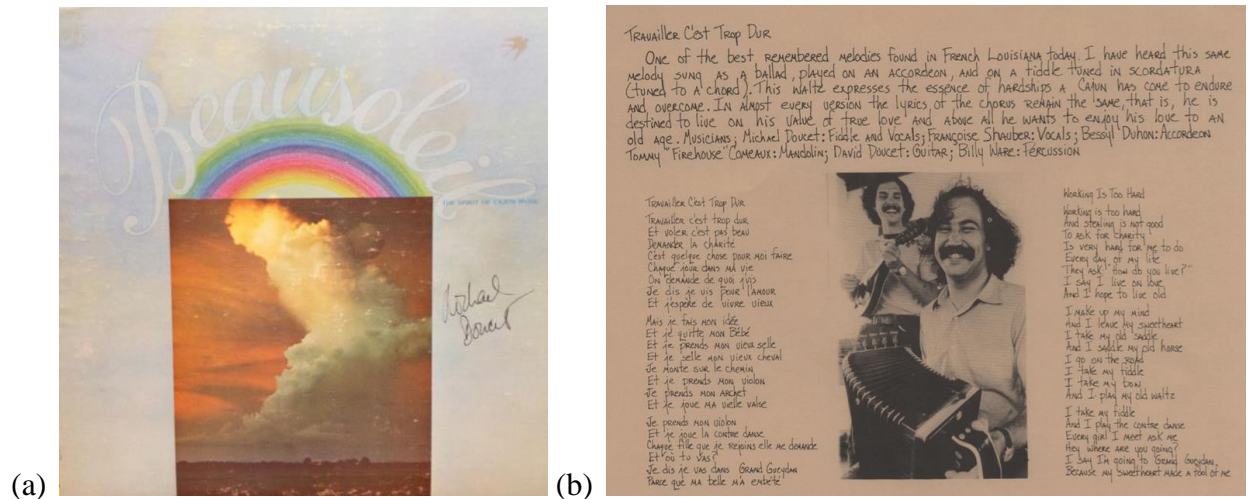 Beausoleil
THE SPIRIT OF CAJUN MUSIC
Michael
Doucet
(a)
Travailler C'est Trop Dur
One of the best remembered melodies found in French Louisiana today. I have heard this same
melody sung as a ballad, played on an accordeon, and on a fiddle tuned in scordatura
(tuned to a chord). This waltz expresses the essence of hardships a Cajun has come to endure
and overcome. In almost every version the lyrics of the chorus remain the same, that is, he is
destined to live on his value of true love and above all he wants to enjoy his love to an
old age. Musicians; Michael Doucet: Fiddle and Vocals; Françoise Shauber: Vocals; Bessyl Duhon: Accordeon
Tommy "Firehouse" Comeaux: Mandolin; David Doucet: Guitar; Billy Ware: Percussion
Travailler C'est Trop Dur
Travailler c'est trop dur
Et voler c'est pas beau
Demander la charité
C'est quelque chose pour moi faire
Chaque jour dans ma vie
On demande de quoi j'vis
Je dis je vis pour l'amour
Et j'espère de vivre vieux
Mais je fais mon idée
Et je quitte mon Bébé
Et je prends mon vieux selle
Et je selle mon vieux cheval
Je monte sur le chemin
Et je prends mon violon
Je prends mon archet
Et je joue ma vielle valse
Je prends mon violon
Et je joue la contre danse
Chaque fille que je rejoins elle me demande
Et où tu vas?
Je dis je vas dans Grand Gueydan
Parce que ma belle m'a embêté
Working Is Too Hard
Working is too hard
And stealing is not good
To ask for charity
Is very hard for me to do
Every day of my life
They ask "How do you live?"
I say I live on love
And I hope to live old
I make up my mind
And I leave my sweetheart
I take my old saddle
And I saddle my old horse
I go on the road
I take my fiddle
I take my bow
And I play my old waltz
I take my fiddle
And I play the contre danse
Every girl I meet ask me
Hey where are you going?
I say I'm going to Grand Gueydan,
Because my sweetheart made a fool of me
(b)